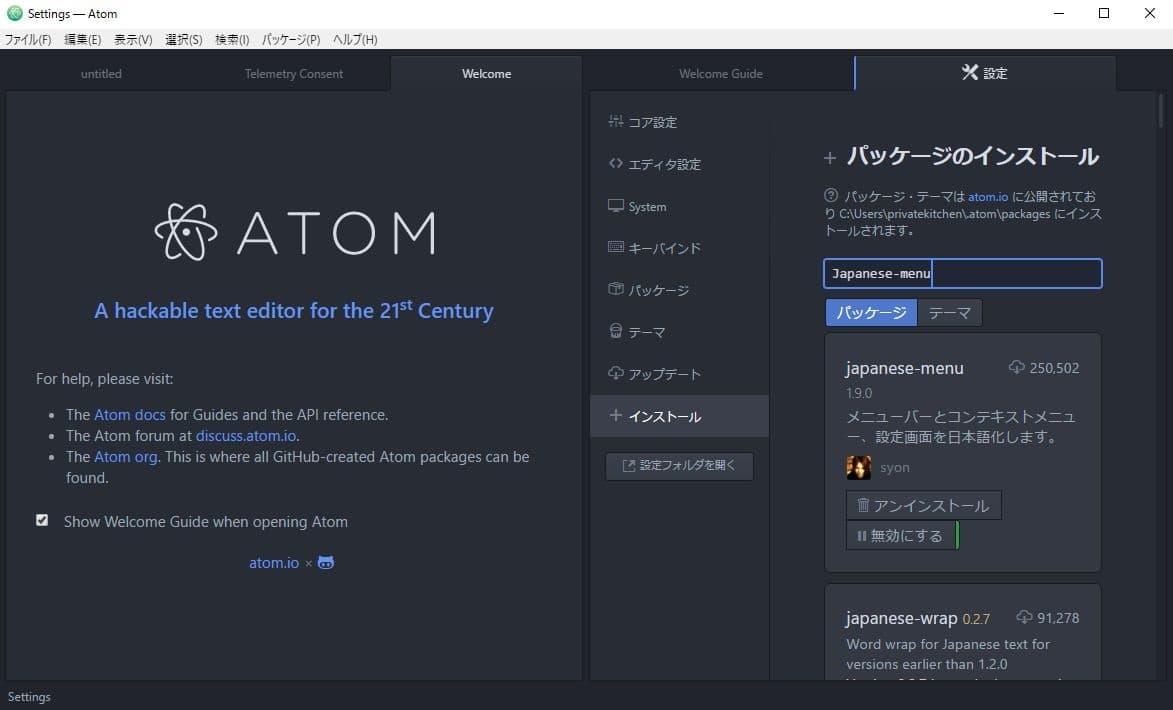 Settings — Atom
ファイル(F) 編集(E) 表示(V) 選択(S) 検索(I) パッケージ(P) ヘルプ(H)
untitled Telemetry Consent Welcome
Welcome Guide 設定
ATOM
A hackable text editor for the 21st Century
For help, please visit:
• The Atom docs for Guides and the API reference.
• The Atom forum at discuss.atom.io.
• The Atom org. This is where all GitHub-created Atom packages can be
found.
Show Welcome Guide when opening Atom
atom.io ×
コア設定
エディタ設定
System
キーバインド
パッケージ
テーマ
アップデート
インストール
設定フォルダを開く
パッケージのインストール
パッケージ・テーマは atom.io に公開されてお
り C:\Users\privatekitchen\.atom\packages にインス
トールされます。
Japanese-menu
パッケージ テーマ
japanese-menu 250,502
1.9.0
メニューバーとコンテキストメニュ
ー、設定画面を日本語化します。
syon
アンインストール
無効にする
japanese-wrap 0.2.7 91,278
Word wrap for Japanese text for
versions earlier than 1.2.0
Settings